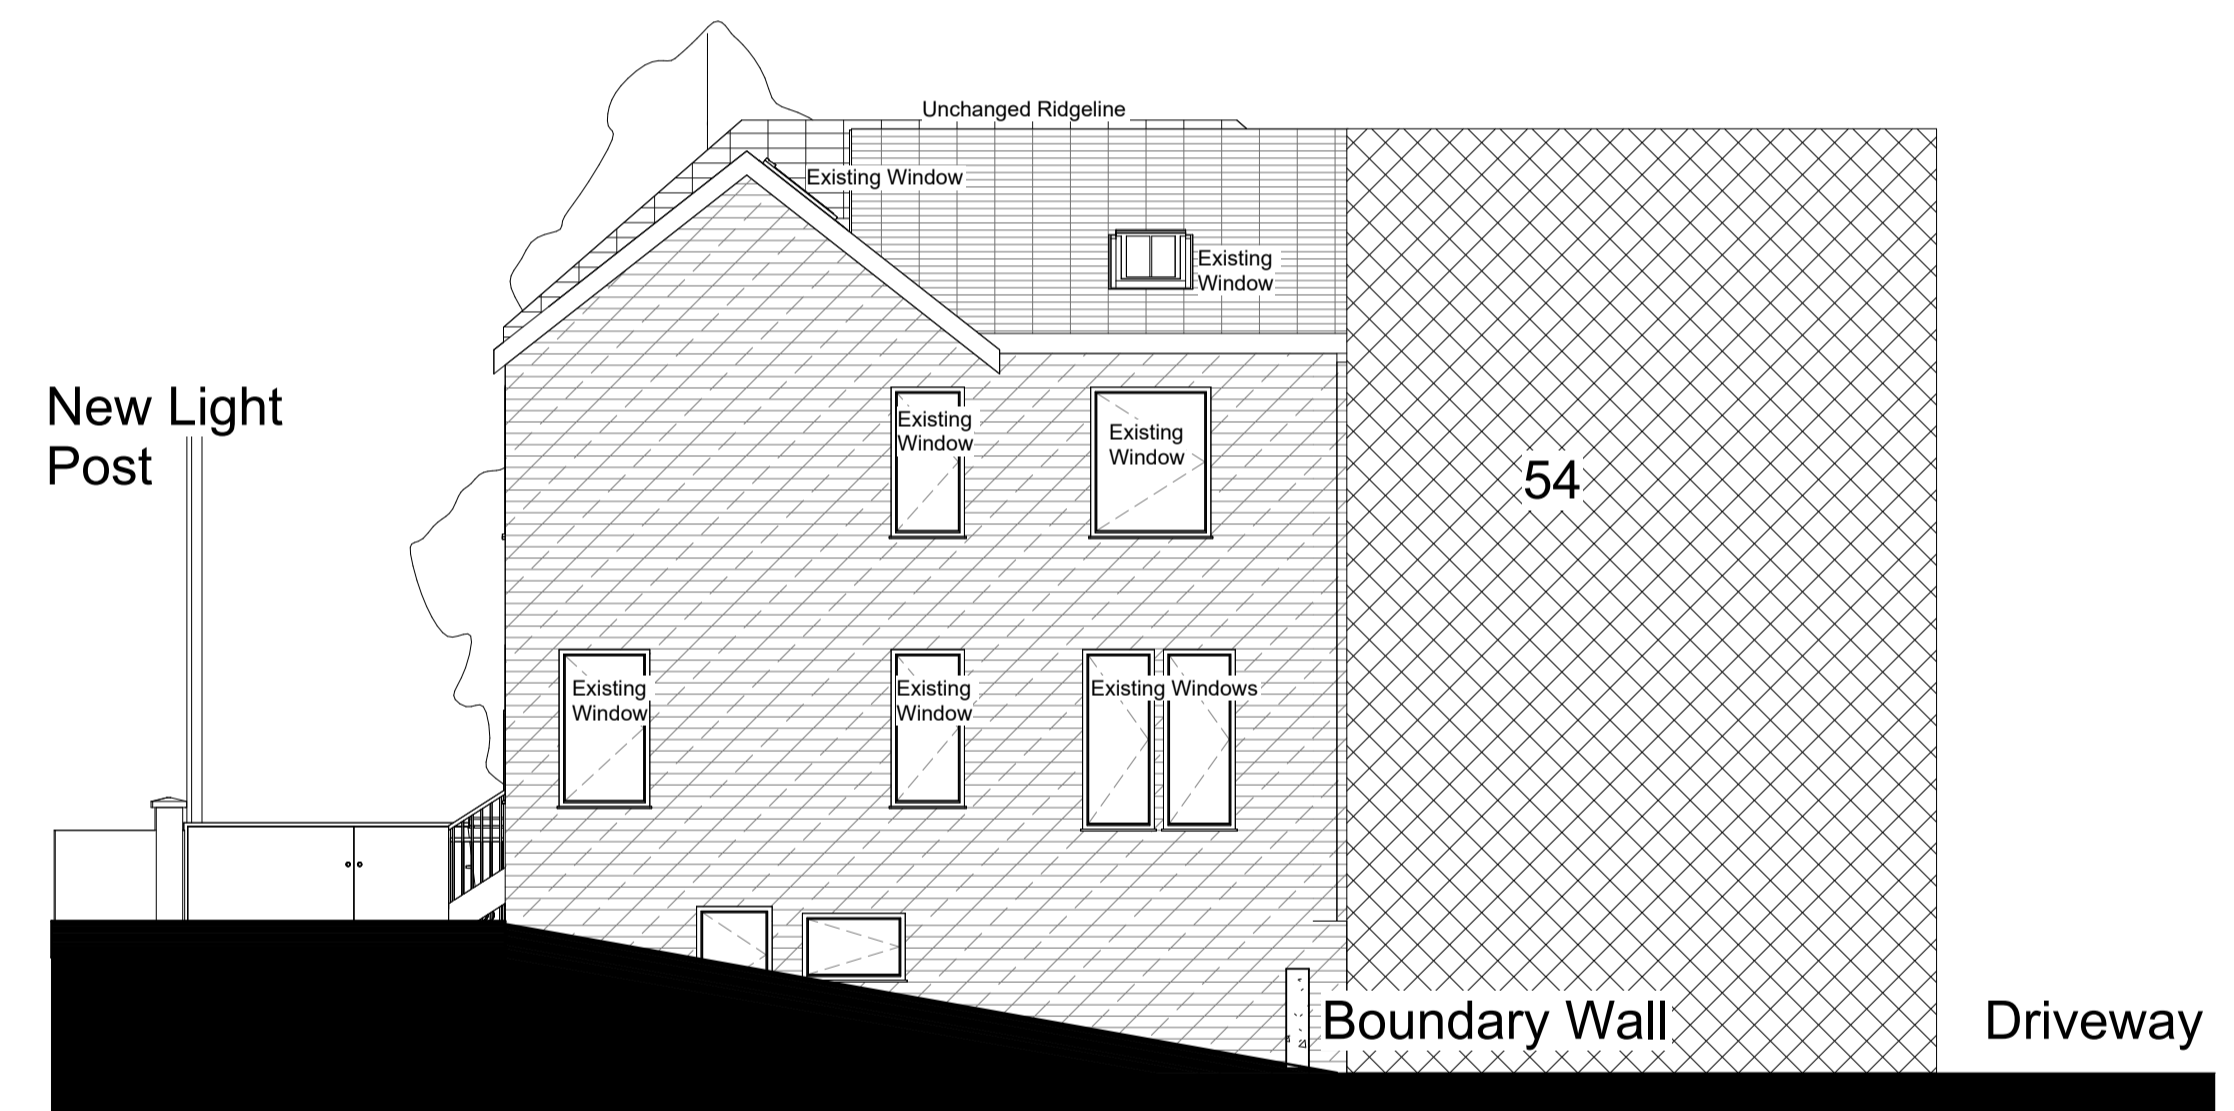 Unchanged Ridgeline
Existing Window
Existing
Window
New Light
Post
Existing
Window
Existing
Window
54
Existing
Window
Existing
Window
Existing Windows
Boundary Wall
Driveway